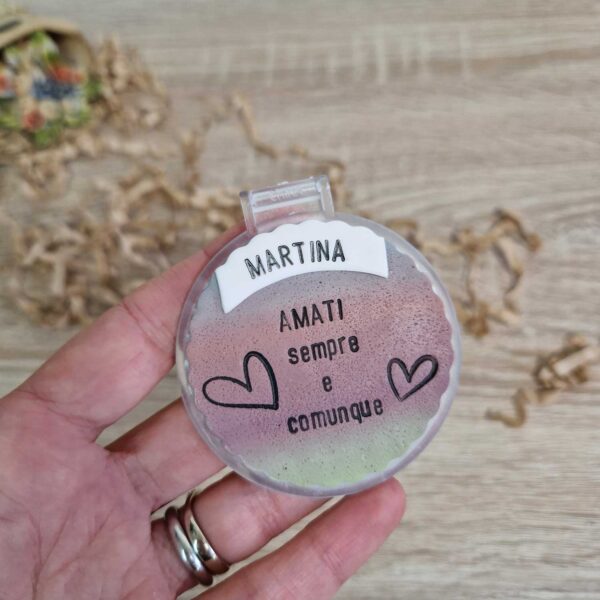 MARTINA
AMATI
sempre
e
comunque